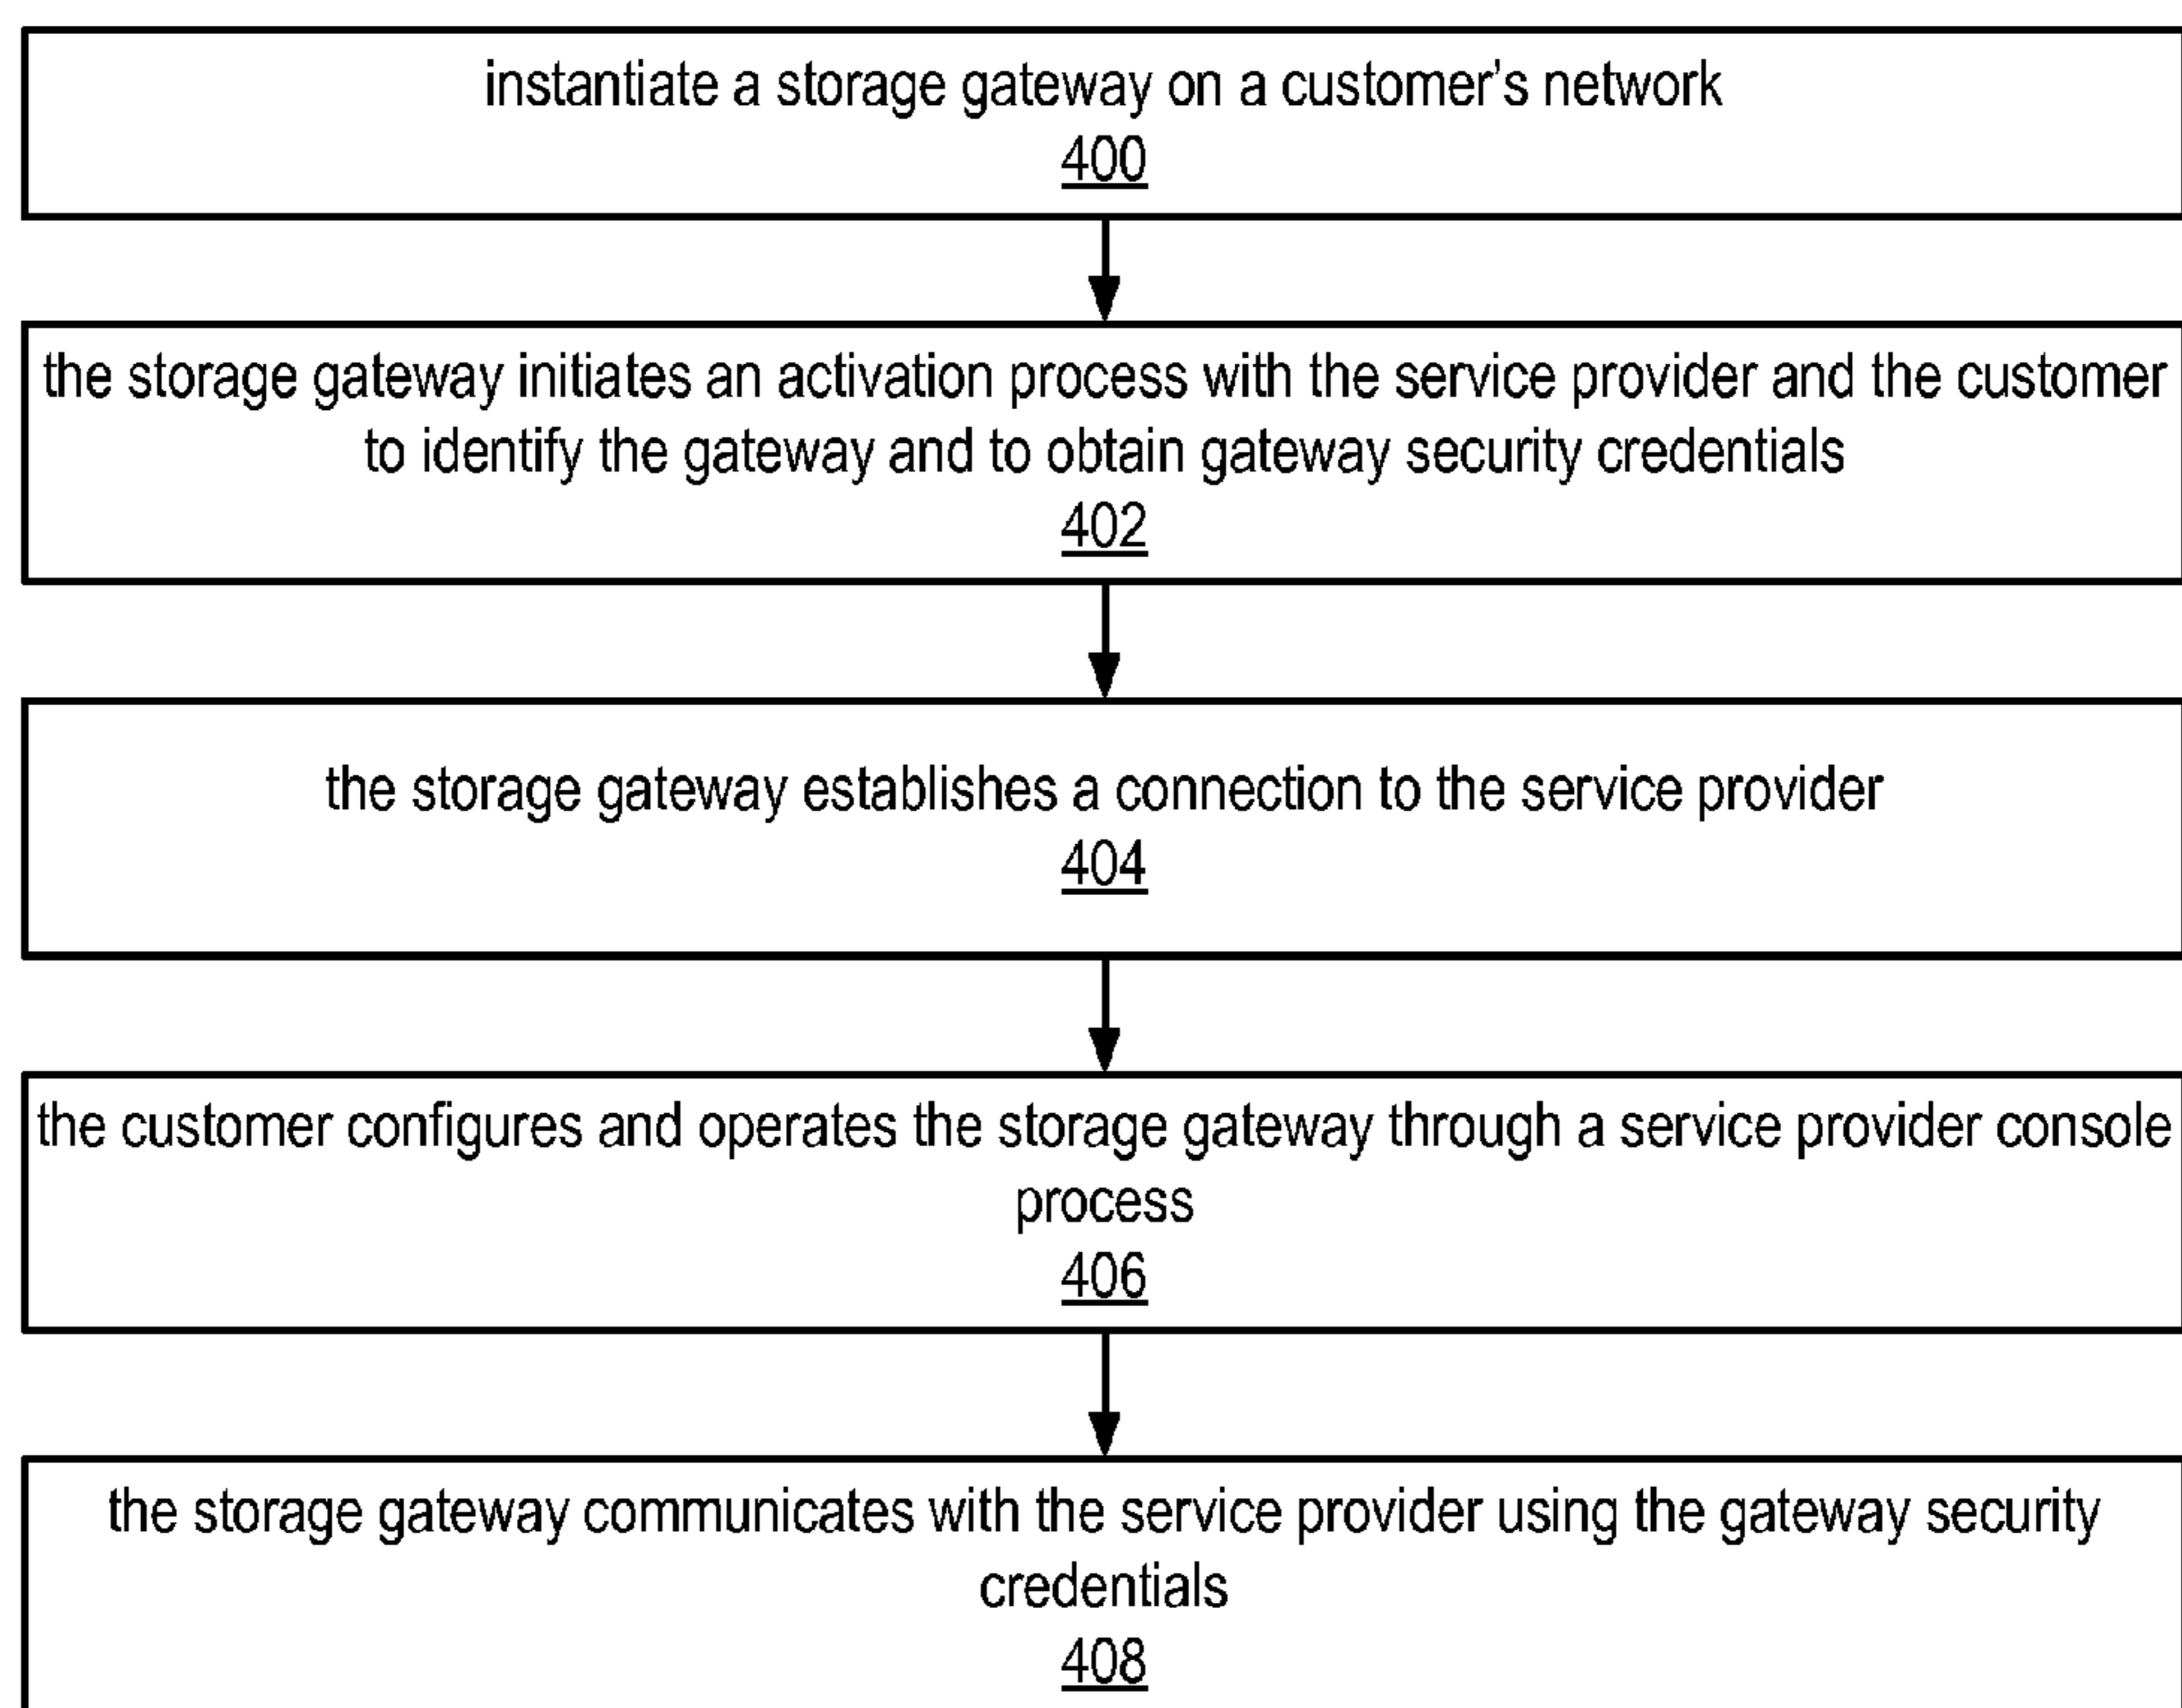 instantiate a storage gateway on a customer's network
400
the storage gateway initiates an activation process with the service provider and the customer
to identify the gateway and to obtain gateway security credentials
402
the storage gateway establishes a connection to the service provider
404
the customer configures and operates the storage gateway through a service provider console
process
406
the storage gateway communicates with the service provider using the gateway security
credentials
408